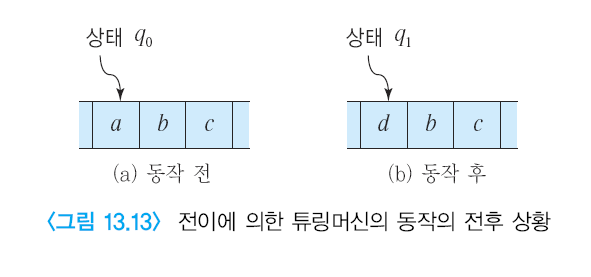 상태 q₀ 상태 q₁
a b c d b c
(a) 동작 전 (b) 동작 후
<그림 13.13> 전이에 의한 튜링머신의 동작의 전후 상황